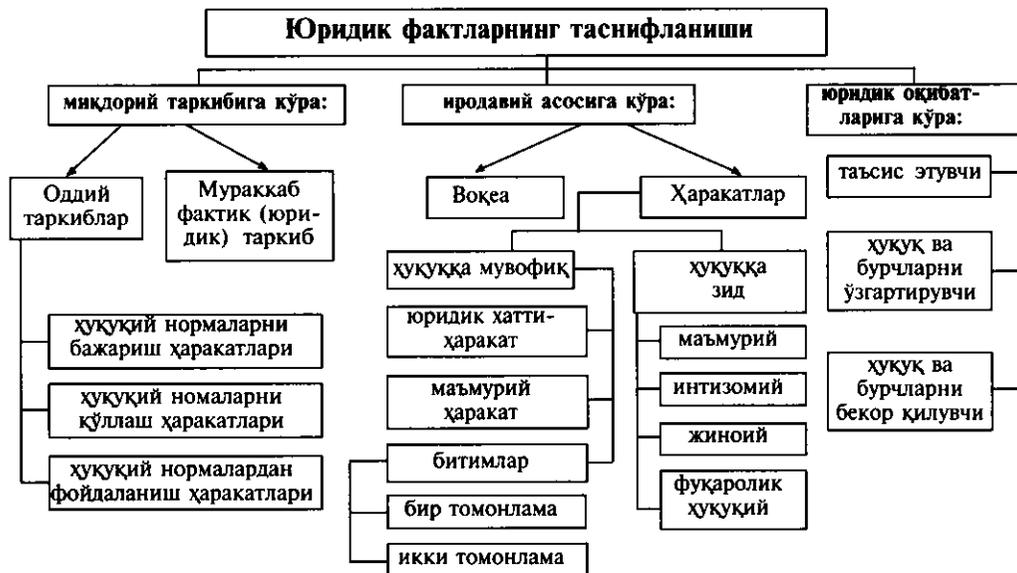 Юридик фактларнинг таснифланиши
миқдорий таркибига кўра:
Оддий
таркиблар
Мураккаб
фактик (юри-
дик) таркиб
ҳуқуқий нормаларни
бажариш ҳаракатлари
ҳуқуқий номаларни
қўллаш ҳаракатлари
ҳуқуқий нормалардан
фойдаланиш ҳаракатлари
иродавий асосига кўра:
Воқеа
Ҳаракатлар
ҳуқуққа мувофиқ
юридик хатти-
ҳаракат
маъмурий
ҳаракат
битимлар
бир томонлама
икки томонлама
ҳуқуққа
зид
маъмурий
интизомий
жиноий
фуқаролик
ҳуқуқий
юридик оқибат-
ларига кўра:
таъсис этувчи
ҳуқуқ ва
бурчларни
ўзгартирувчи
ҳуқуқ ва
бурчларни
бекор қилувчи